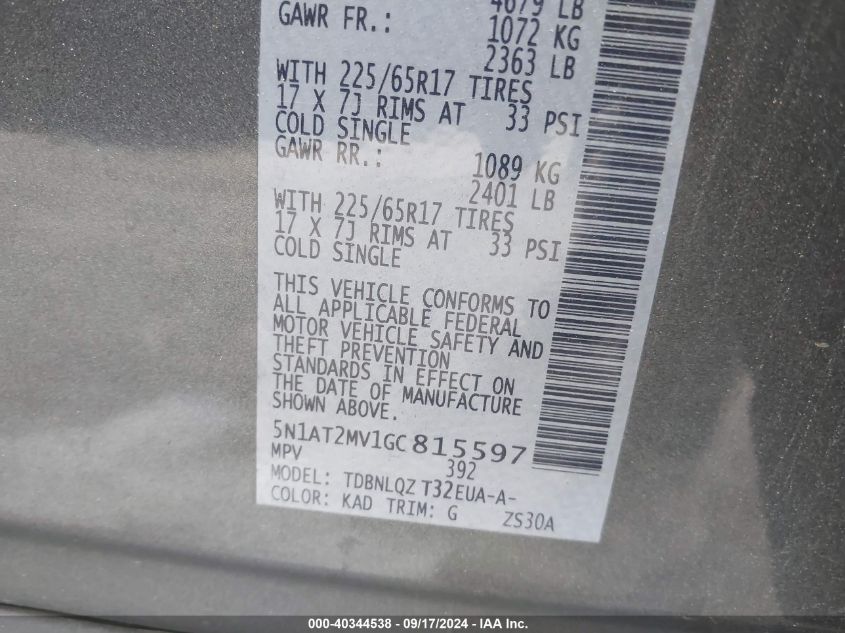 4679 LB
GAWR FR.: 1072 KG
2363 LB
WITH 225/65R17 TIRES
17 X 7J RIMS AT 33 PSI
COLD SINGLE
GAWR RR.: 1089 KG
2401 LB
WITH 225/65R17 TIRES
17 X 7J RIMS AT 33 PSI
COLD SINGLE
THIS VEHICLE CONFORMS TO
ALL APPLICABLE FEDERAL
MOTOR VEHICLE SAFETY AND
THEFT PREVENTION
STANDARDS IN EFFECT ON
THE DATE OF MANUFACTURE
SHOWN ABOVE.
5N1AT2MV1GC815597
MPV 392
MODEL: TDBNLQZ T32EUA-A-
COLOR: KAD TRIM: G ZS30A
000-40344538 - 09/17/2024 - IAA Inc.